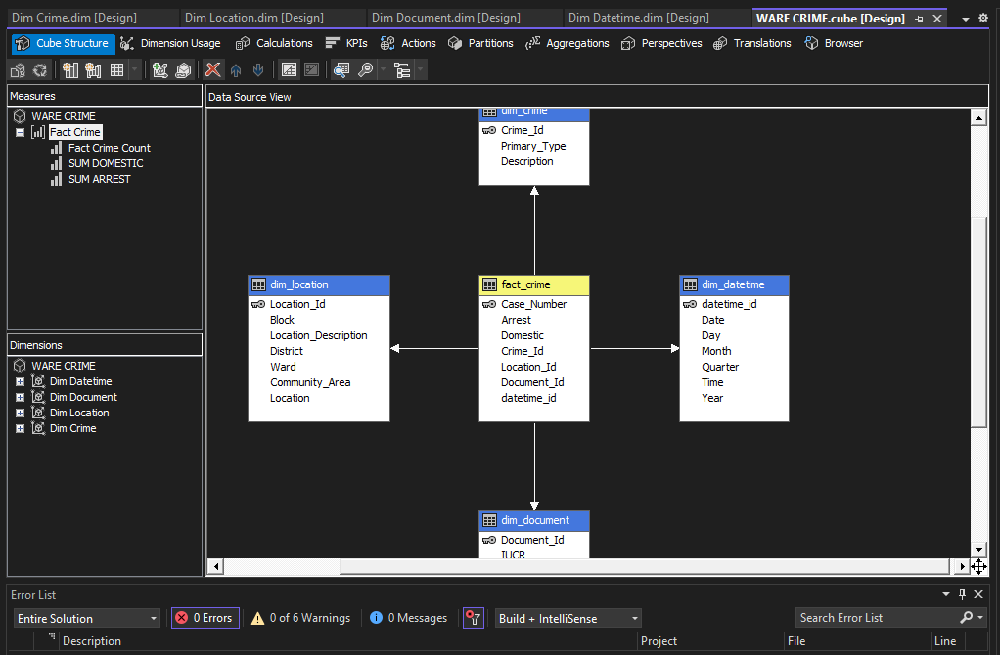 Dim Crime.dim [Design] Dim Location.dim [Design] Dim Document.dim [Design] Dim Datetime.dim [Design] WARE CRIME.cube [Design]
Cube Structure Dimension Usage Calculations KPIs Actions Partitions Aggregations Perspectives Translations Browser
Measures
WARE CRIME
Fact Crime
Fact Crime Count
SUM DOMESTIC
SUM ARREST
Dimensions
WARE CRIME
Dim Datetime
Dim Document
Dim Location
Dim Crime
Data Source View
dim_crime
Crime_Id
Primary_Type
Description
dim_location
Location_Id
Block
Location_Description
District
Ward
Community_Area
Location
fact_crime
Case_Number
Arrest
Domestic
Crime_Id
Location_Id
Document_Id
datetime_id
dim_datetime
datetime_id
Date
Day
Month
Quarter
Time
Year
dim_document
Document_Id
IUCR
Error List
Entire Solution 0 Errors 0 of 6 Warnings 0 Messages Build + IntelliSense Search Error List
Description Project File Line